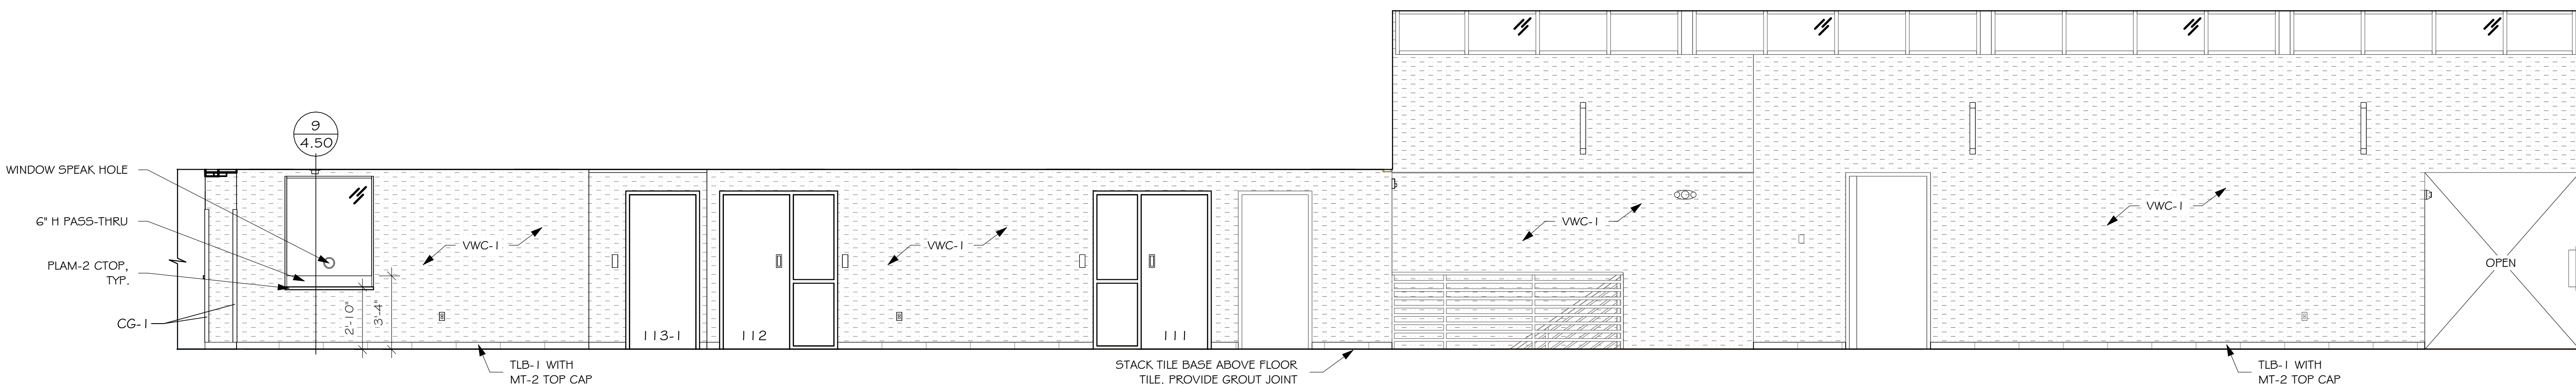 9
4.50
WINDOW SPEAK HOLE
6" H PASS-THRU
PLAM-2 CTOP,
TYP.
CG-1
2'-10"
3'-4"
VWC-1
113-1
112
VWC-1
111
VWC-1
VWC-1
OPEN
TLB-1 WITH
MT-2 TOP CAP
STACK TILE BASE ABOVE FLOOR
TILE. PROVIDE GROUT JOINT
TLB-1 WITH
MT-2 TOP CAP